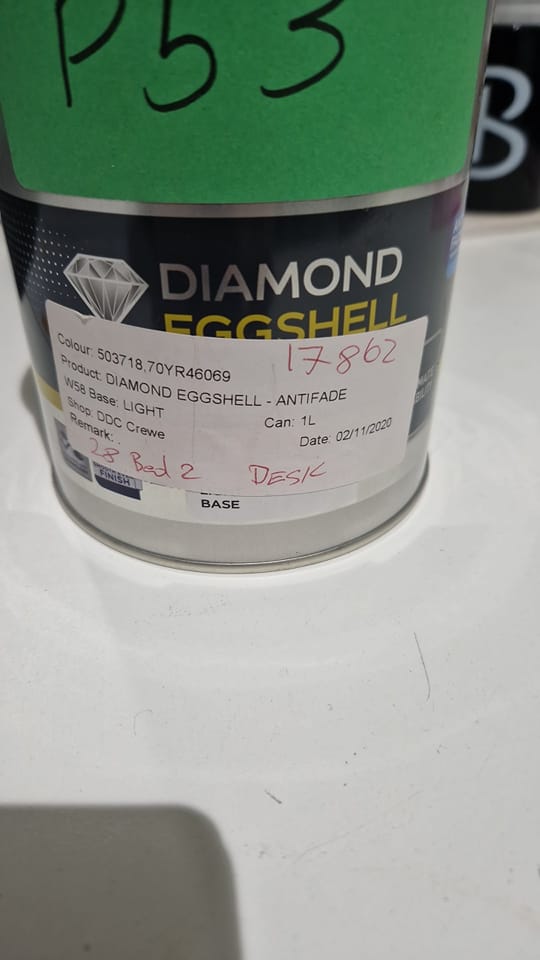 P53
B
DIAMOND
EGGSHELL
17862
Colour: 503718,70YR46069
Product: DIAMOND EGGSHELL - ANTIFADE
W58 Base: LIGHT
Can: 1L
Shop: DDC Crewe
Date: 02/11/2020
Remark: .
28 Bed 2 DESK
FINISH
BASE